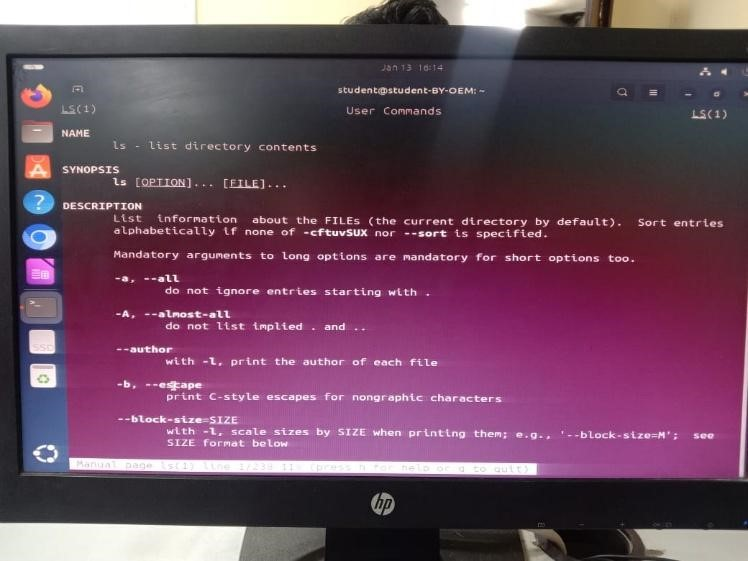 Jan 13 16:14
student@student-BY-OEM: ~
LS(1) User Commands LS(1)
NAME
ls - list directory contents
SYNOPSIS
ls [OPTION]... [FILE]...
DESCRIPTION
List information about the FILEs (the current directory by default). Sort entries
alphabetically if none of -cftuvSUX nor --sort is specified.
Mandatory arguments to long options are mandatory for short options too.
-a, --all
do not ignore entries starting with .
-A, --almost-all
do not list implied . and ..
--author
with -l, print the author of each file
-b, --escape
print C-style escapes for nongraphic characters
--block-size=SIZE
with -l, scale sizes by SIZE when printing them; e.g., '--block-size=M'; see
SIZE format below
Manual page ls(1) line 1/238 11% (press h for help or q to quit)
SSD
hp